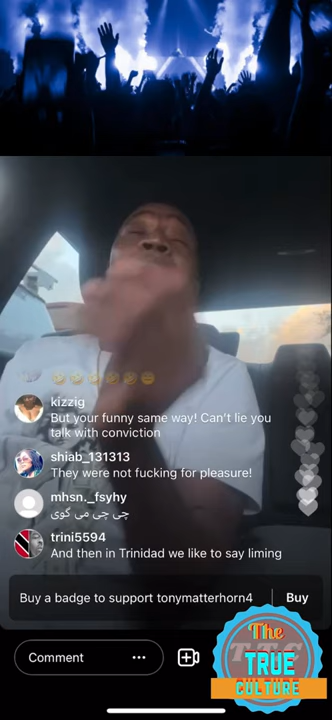 kizzig
But your funny same way! Can't lie you
talk with conviction
shiab_131313
They were not fucking for pleasure!
mhsn._fsyhy
چی چی می گوی
trini5594
And then in Trinidad we like to say liming
Buy a badge to support tonymatterhorn4
Buy
Comment
The
T.T.C
TRUE
CULTURE